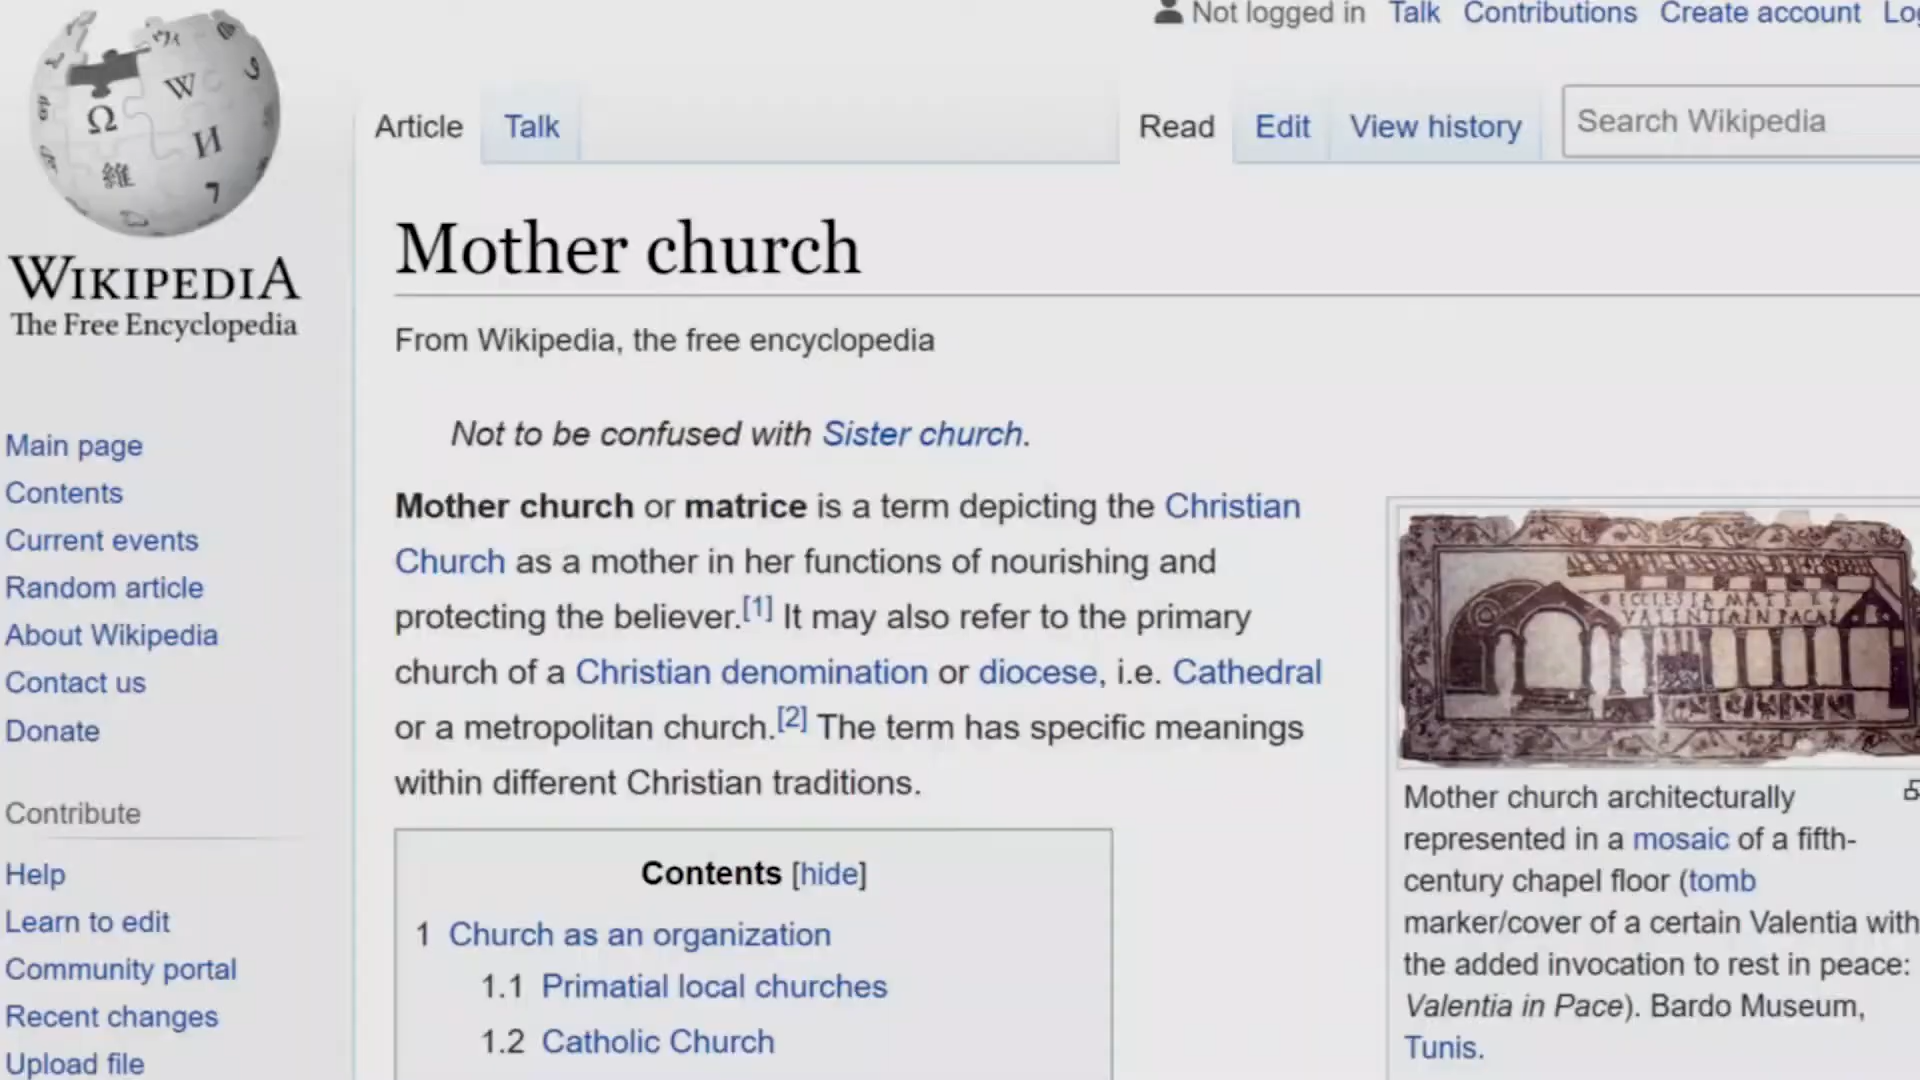 Not logged in Talk Contributions Create account
Article Talk Read Edit View history Search Wikipedia
WIKIPEDIA
The Free Encyclopedia
Main page
Contents
Current events
Random article
About Wikipedia
Contact us
Donate
Contribute
Help
Learn to edit
Community portal
Recent changes
Upload file
Mother church
From Wikipedia, the free encyclopedia
Not to be confused with Sister church.
Mother church or matrice is a term depicting the Christian
Church as a mother in her functions of nourishing and
protecting the believer.[1] It may also refer to the primary
church of a Christian denomination or diocese, i.e. Cathedral
or a metropolitan church.[2] The term has specific meanings
within different Christian traditions.
Contents [hide]
1 Church as an organization
1.1 Primatial local churches
1.2 Catholic Church
Mother church architecturally
represented in a mosaic of a fifth-
century chapel floor (tomb
marker/cover of a certain Valentia with
the added invocation to rest in peace:
Valentia in Pace). Bardo Museum,
Tunis.